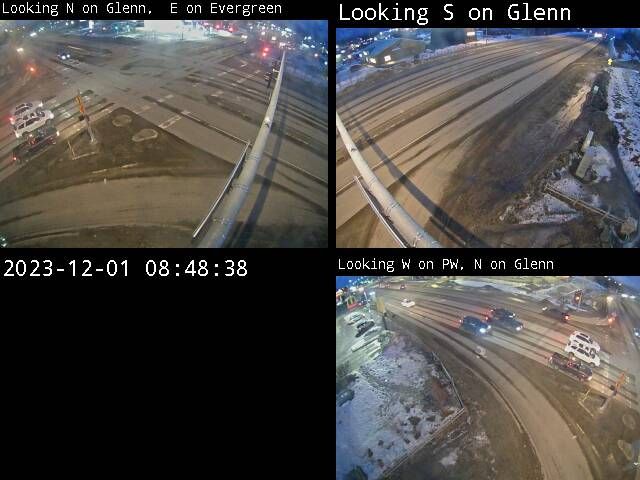 Looking N on Glenn,  E on Evergreen
Looking S on Glenn
2023-12-01 08:48:38
Looking W on PW, N on Glenn